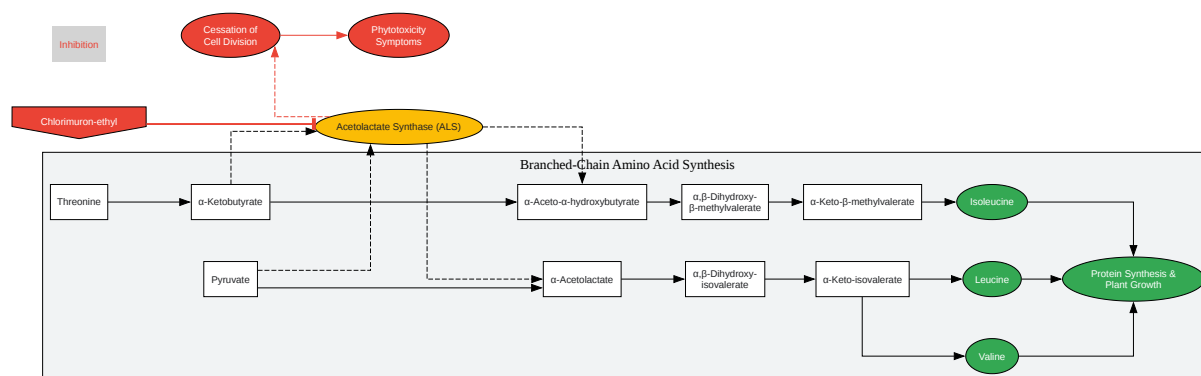 Cessation of
Cell Division
Phytotoxicity
Symptoms
Inhibition
Chlorimuron-ethyl
Acetolactate Synthase (ALS)
Branched-Chain Amino Acid Synthesis
Threonine
α-Ketobutyrate
α-Aceto-α-hydroxybutyrate
α,β-Dihydroxy-
β-methylvalerate
α-Keto-β-methylvalerate
Isoleucine
Pyruvate
α-Acetolactate
α,β-Dihydroxy-
isovalerate
α-Keto-isovalerate
Leucine
Protein Synthesis &
Plant Growth
Valine